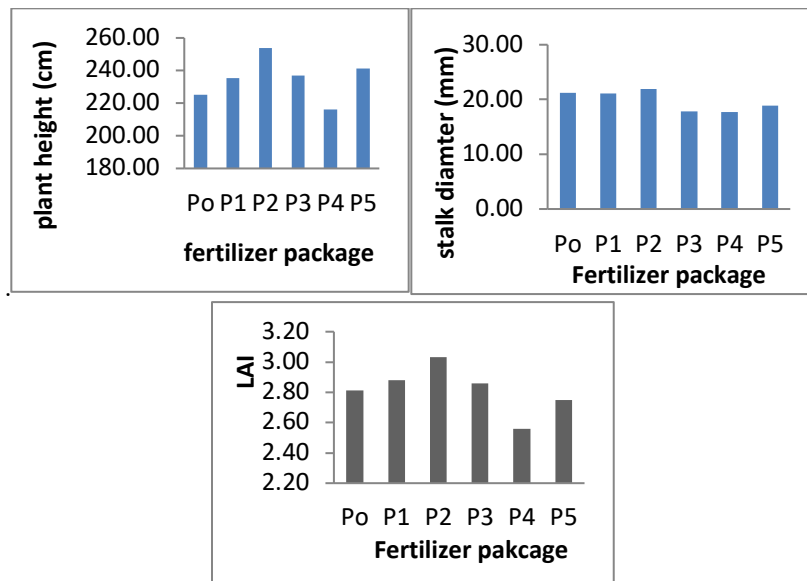 plant height (cm)
260.00
240.00
220.00
200.00
180.00
Po P1 P2 P3 P4 P5
fertilizer package
stalk diamter (mm)
30.00
20.00
10.00
0.00
Po P1 P2 P3 P4 P5
Fertilizer package
.
LAI
3.20
3.00
2.80
2.60
2.40
2.20
Po P1 P2 P3 P4 P5
Fertilizer pakcage